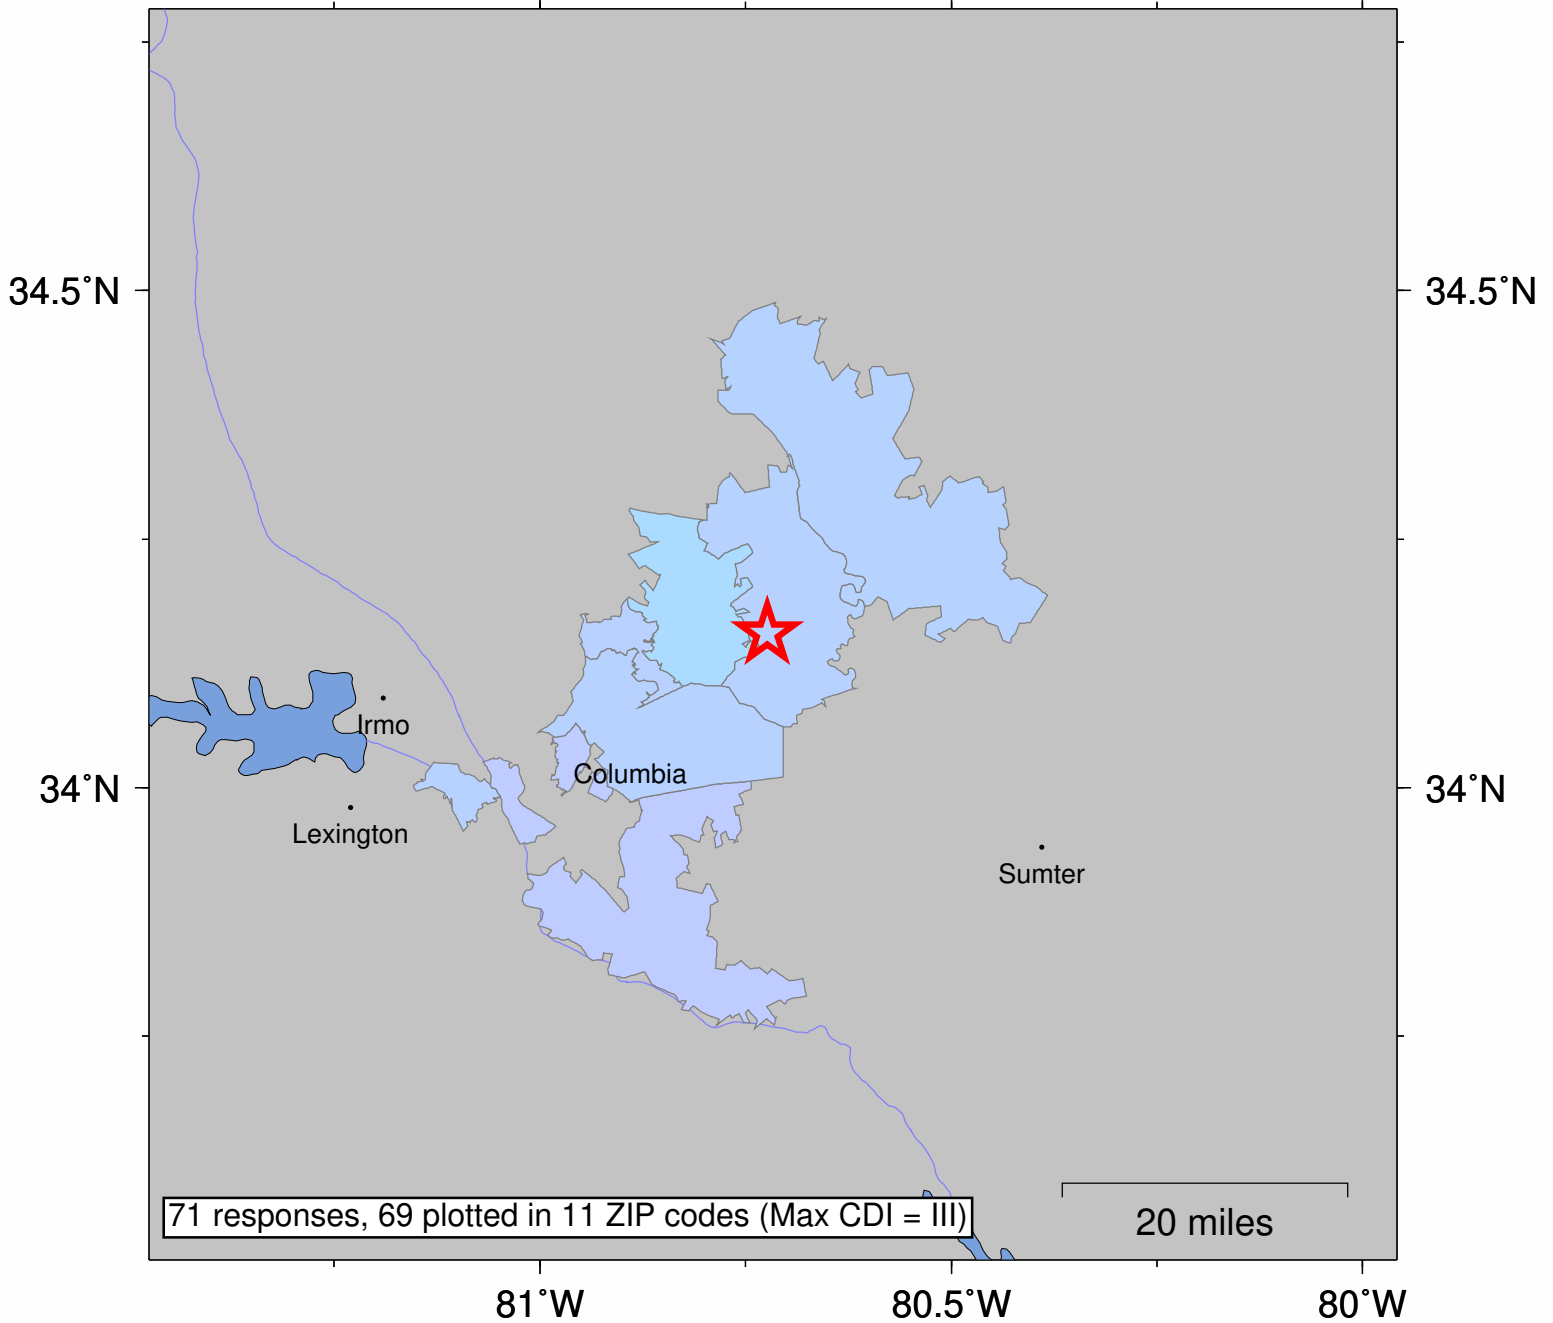 34.5°N
34.5°N
Irmo
Columbia
34°N
34°N
Lexington
Sumter
71 responses, 69 plotted in 11 ZIP codes (Max CDI = III)
20 miles
81°W
80.5°W
80°W